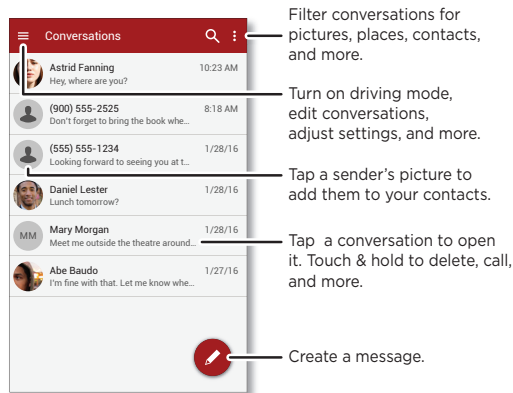 Conversations
Astrid Fanning
10:23 AM
Hey, where are you?
(900) 555-2525
8:18 AM
Don't forget to bring the book whe...
(555) 555-1234
1/28/16
Looking forward to seeing you at t...
Daniel Lester
1/28/16
Lunch tomorrow?
MM
Mary Morgan
1/28/16
Meet me outside the theatre around...
Abe Baudo
1/27/16
I'm fine with that. Let me know whe...
Filter conversations for
pictures, places, contacts,
and more.
Turn on driving mode,
edit conversations,
adjust settings, and more.
Tap a sender's picture to
add them to your contacts.
Tap a conversation to open
it. Touch & hold to delete, call,
and more.
Create a message.